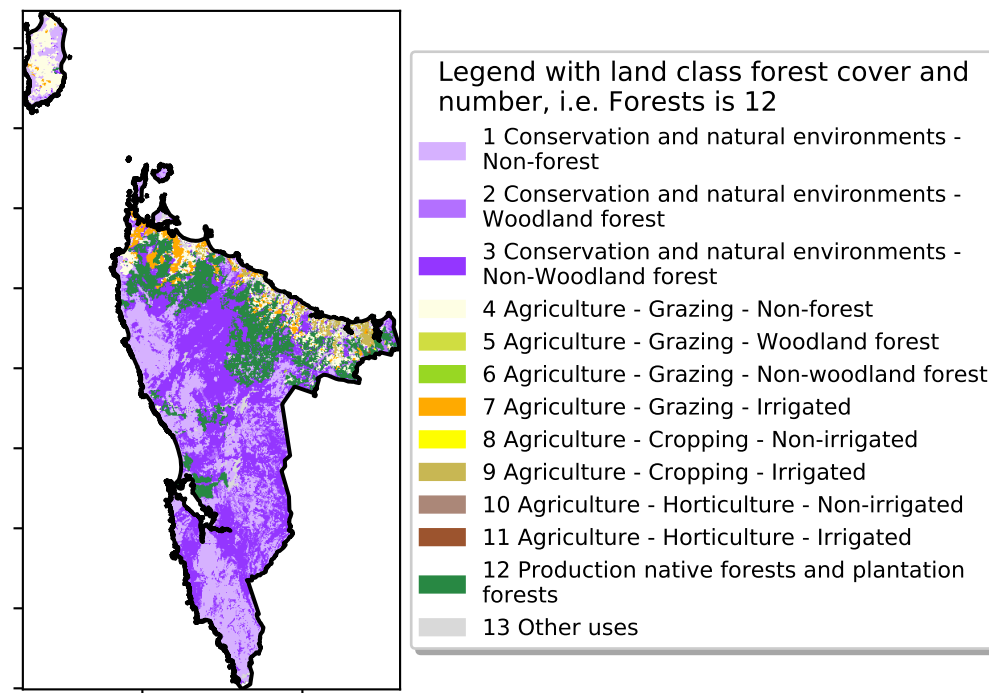 Legend with land class forest cover and
number, i.e. Forests is 12
1 Conservation and natural environments -
Non-forest
2 Conservation and natural environments -
Woodland forest
3 Conservation and natural environments -
Non-Woodland forest
4 Agriculture - Grazing - Non-forest
5 Agriculture - Grazing - Woodland forest
6 Agriculture - Grazing - Non-woodland forest
7 Agriculture - Grazing - Irrigated
8 Agriculture - Cropping - Non-irrigated
9 Agriculture - Cropping - Irrigated
10 Agriculture - Horticulture - Non-irrigated
11 Agriculture - Horticulture - Irrigated
12 Production native forests and plantation
forests
13 Other uses